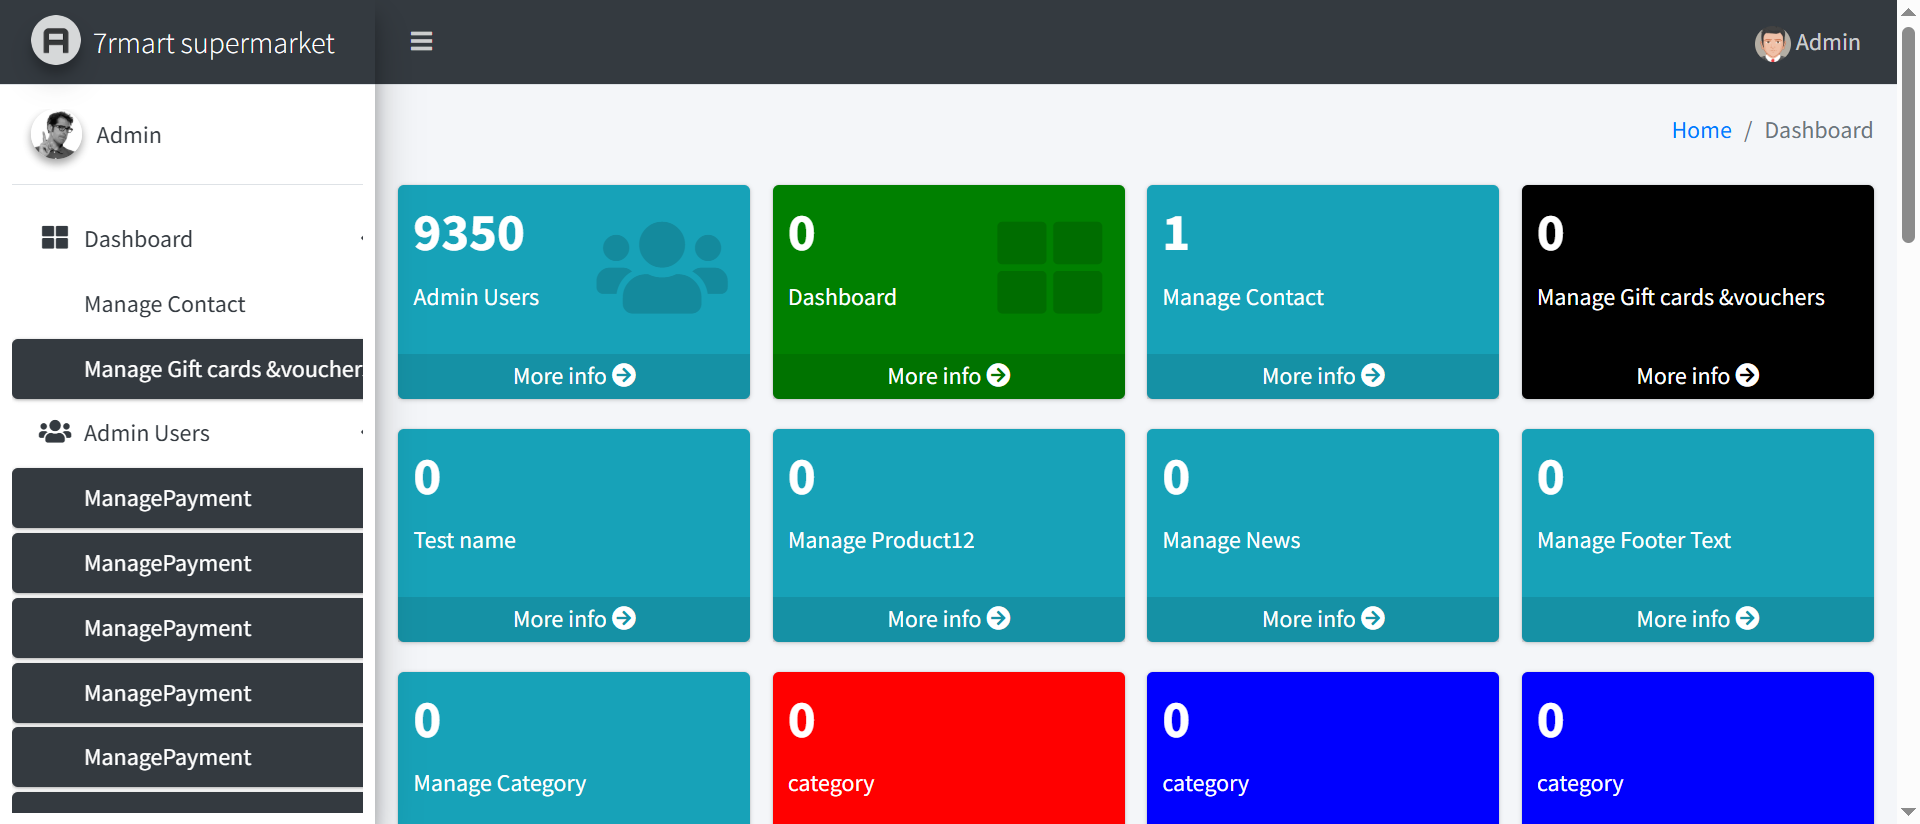 7rmart supermarket
Admin
Admin
Home / Dashboard
Dashboard
Manage Contact
Manage Gift cards &voucher
Admin Users
ManagePayment
ManagePayment
ManagePayment
ManagePayment
ManagePayment
9350
Admin Users
More info
0
Dashboard
More info
1
Manage Contact
More info
0
Manage Gift cards &vouchers
More info
0
Test name
More info
0
Manage Product12
More info
0
Manage News
More info
0
Manage Footer Text
More info
0
Manage Category
0
category
0
category
0
category